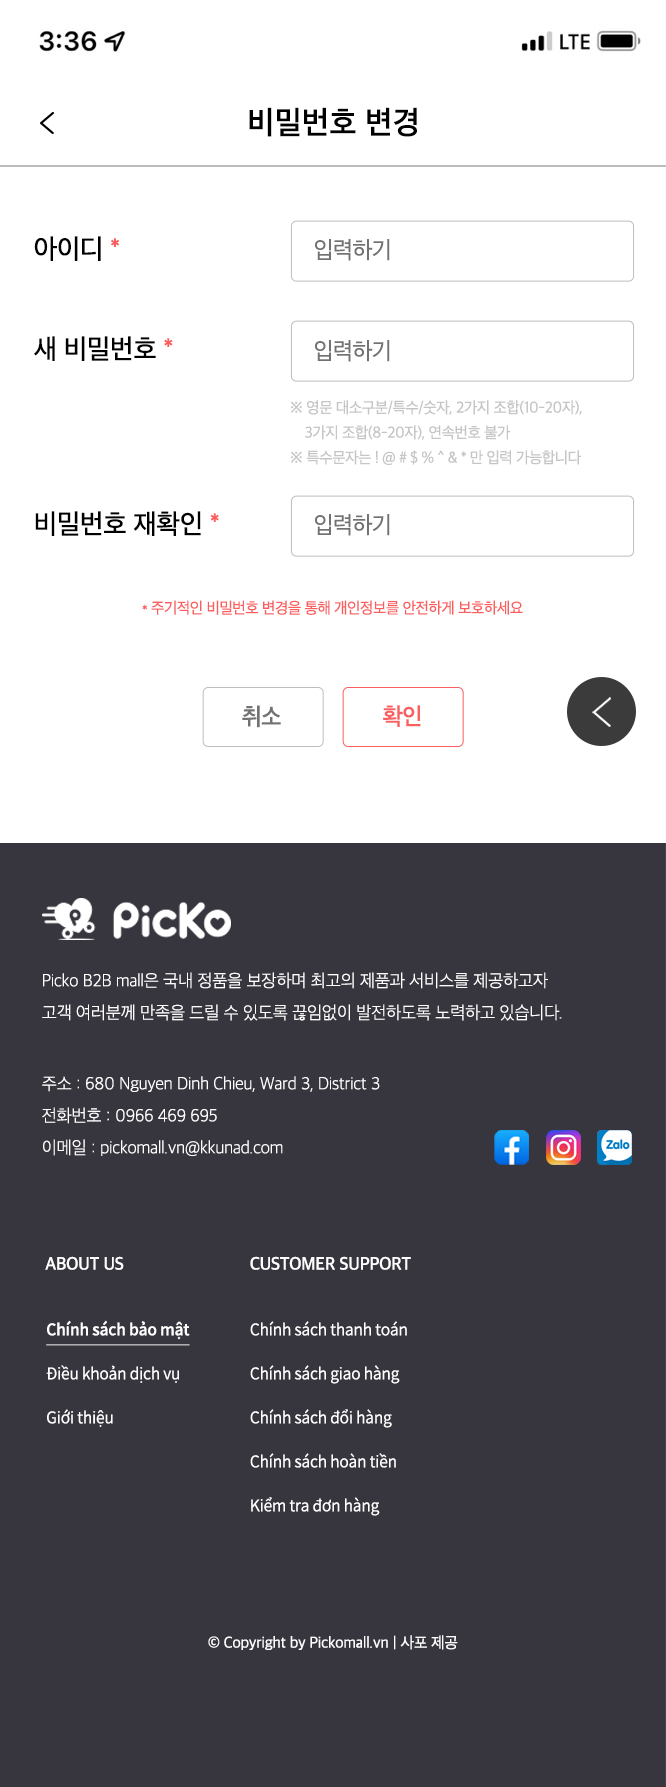 3:36
LTE
비밀번호 변경
아이디 *
입력하기
새 비밀번호 *
입력하기
※ 영문 대소구분/특수/숫자, 2가지 조합(10-20자),
3가지 조합(8-20자), 연속번호 불가
※ 특수문자는 ! @ # $ % ^ & * 만 입력 가능합니다
비밀번호 재확인 *
입력하기
* 주기적인 비밀번호 변경을 통해 개인정보를 안전하게 보호하세요
취소
확인
PicKo
Picko B2B mall은 국내 정품을 보장하며 최고의 제품과 서비스를 제공하고자
고객 여러분께 만족을 드릴 수 있도록 끊임없이 발전하도록 노력하고 있습니다.
주소 : 680 Nguyen Dinh Chieu, Ward 3, District 3
전화번호 : 0966 469 695
이메일 : pickomall.vn@kkunad.com
Zalo
ABOUT US
CUSTOMER SUPPORT
Chính sách bảo mật
Chính sách thanh toán
Điều khoản dịch vụ
Chính sách giao hàng
Giới thiệu
Chính sách đổi hàng
Chính sách hoàn tiền
Kiểm tra đơn hàng
© Copyright by Pickomall.vn | 사포 제공